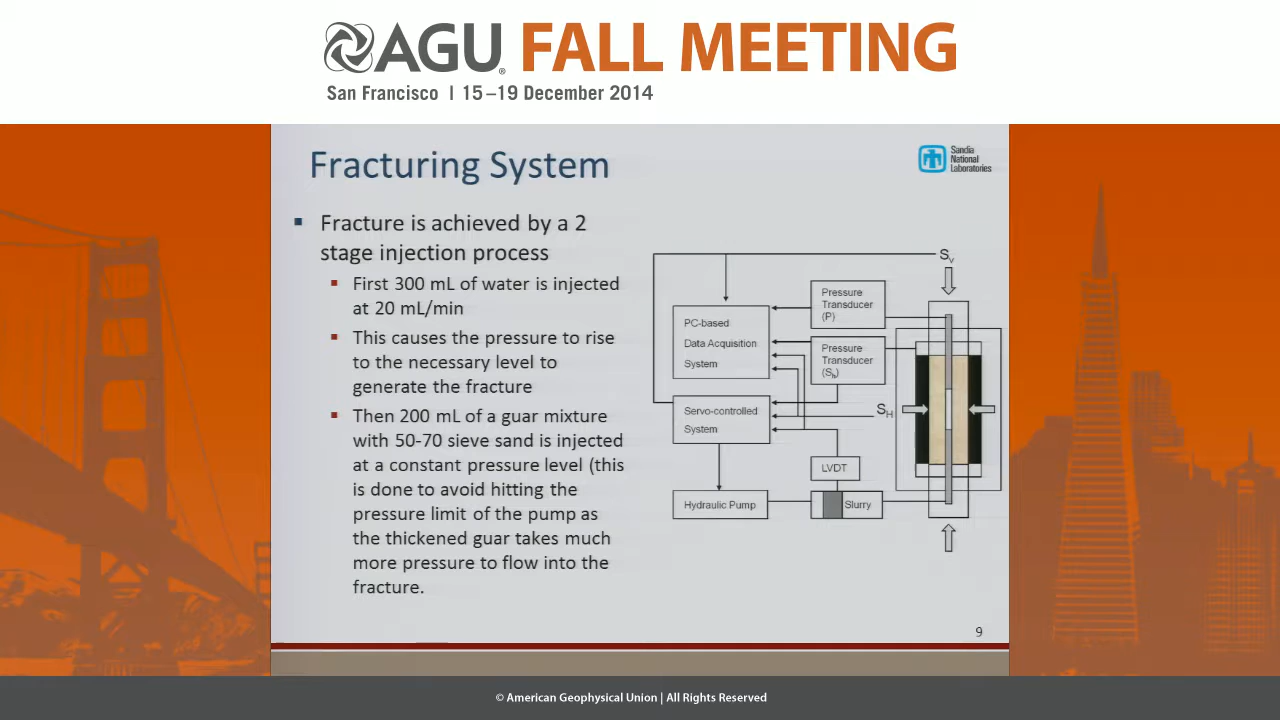 AGU FALL MEETING
San Francisco | 15–19 December 2014
Fracturing System
Sandia
National
Laboratories
▪ Fracture is achieved by a 2
stage injection process
▪ First 300 mL of water is injected
at 20 mL/min
▪ This causes the pressure to rise
to the necessary level to
generate the fracture
▪ Then 200 mL of a guar mixture
with 50-70 sieve sand is injected
at a constant pressure level (this
is done to avoid hitting the
pressure limit of the pump as
the thickened guar takes much
more pressure to flow into the
fracture.
Sv
Pressure
Transducer
(P)
PC-based
Data Acquisition
System
Pressure
Transducer
(Sh)
Servo-controlled
System
SH
LVDT
Hydraulic Pump
Slurry
9
© American Geophysical Union | All Rights Reserved